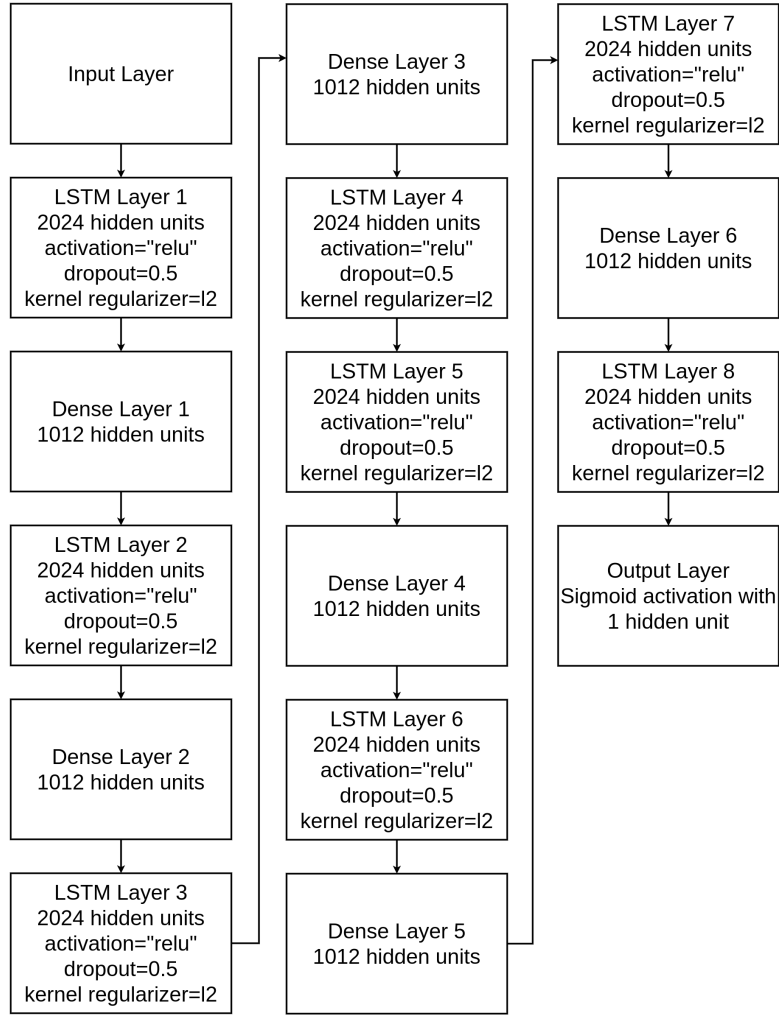 Input Layer
LSTM Layer 1
2024 hidden units
activation="relu"
dropout=0.5
kernel regularizer=l2
Dense Layer 1
1012 hidden units
LSTM Layer 2
2024 hidden units
activation="relu"
dropout=0.5
kernel regularizer=l2
Dense Layer 2
1012 hidden units
LSTM Layer 3
2024 hidden units
activation="relu"
dropout=0.5
kernel regularizer=l2
Dense Layer 3
1012 hidden units
LSTM Layer 4
2024 hidden units
activation="relu"
dropout=0.5
kernel regularizer=l2
LSTM Layer 5
2024 hidden units
activation="relu"
dropout=0.5
kernel regularizer=l2
Dense Layer 4
1012 hidden units
LSTM Layer 6
2024 hidden units
activation="relu"
dropout=0.5
kernel regularizer=l2
Dense Layer 5
1012 hidden units
LSTM Layer 7
2024 hidden units
activation="relu"
dropout=0.5
kernel regularizer=l2
Dense Layer 6
1012 hidden units
LSTM Layer 8
2024 hidden units
activation="relu"
dropout=0.5
kernel regularizer=l2
Output Layer
Sigmoid activation with
1 hidden unit